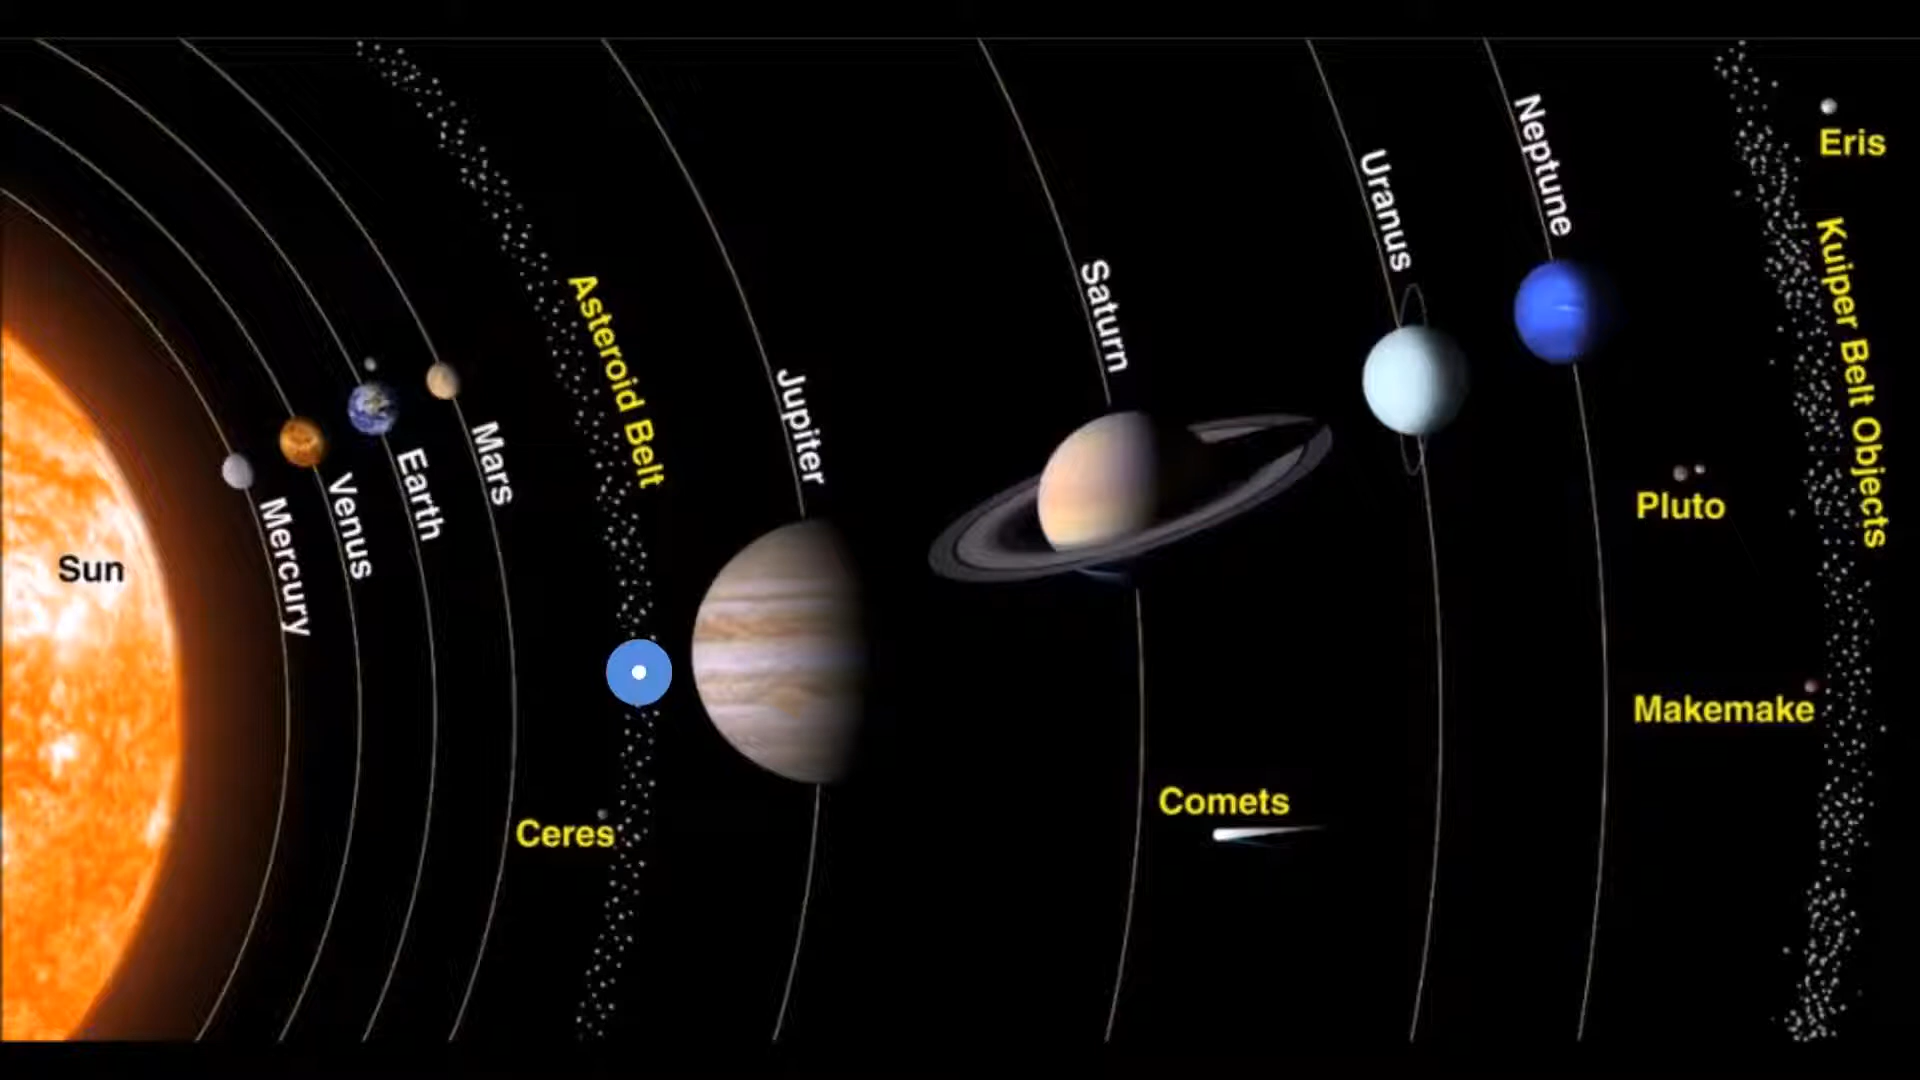 Sun
Mercury
Venus
Earth
Mars
Asteroid Belt
Ceres
Jupiter
Saturn
Comets
Uranus
Neptune
Pluto
Makemake
Eris
Kuiper Belt Objects